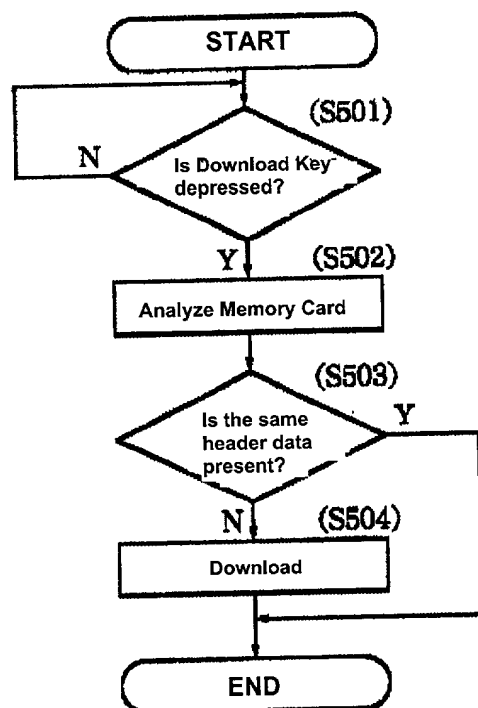 START
(S501)
N
Is Download Key
depressed?
Y
(S502)
Analyze Memory Card
(S503)
Is the same
header data
present?
Y
N
(S504)
Download
END